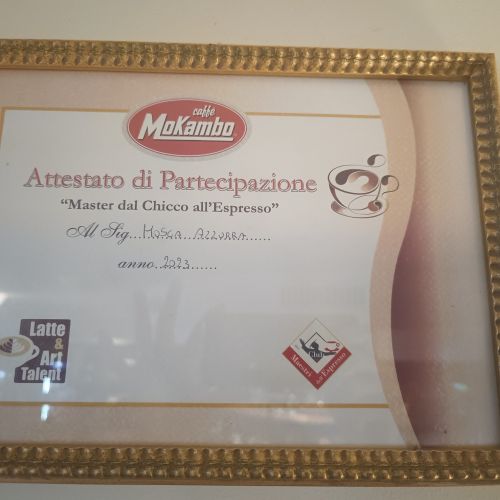 caffè
MOKAMBO
Attestato di Partecipazione
“Master dal Chicco all'Espresso”
Al Sig. MOSCA AZZURRA
anno 2023
Latte
&
Art
Talent
Club
Maestri
dell'Espresso